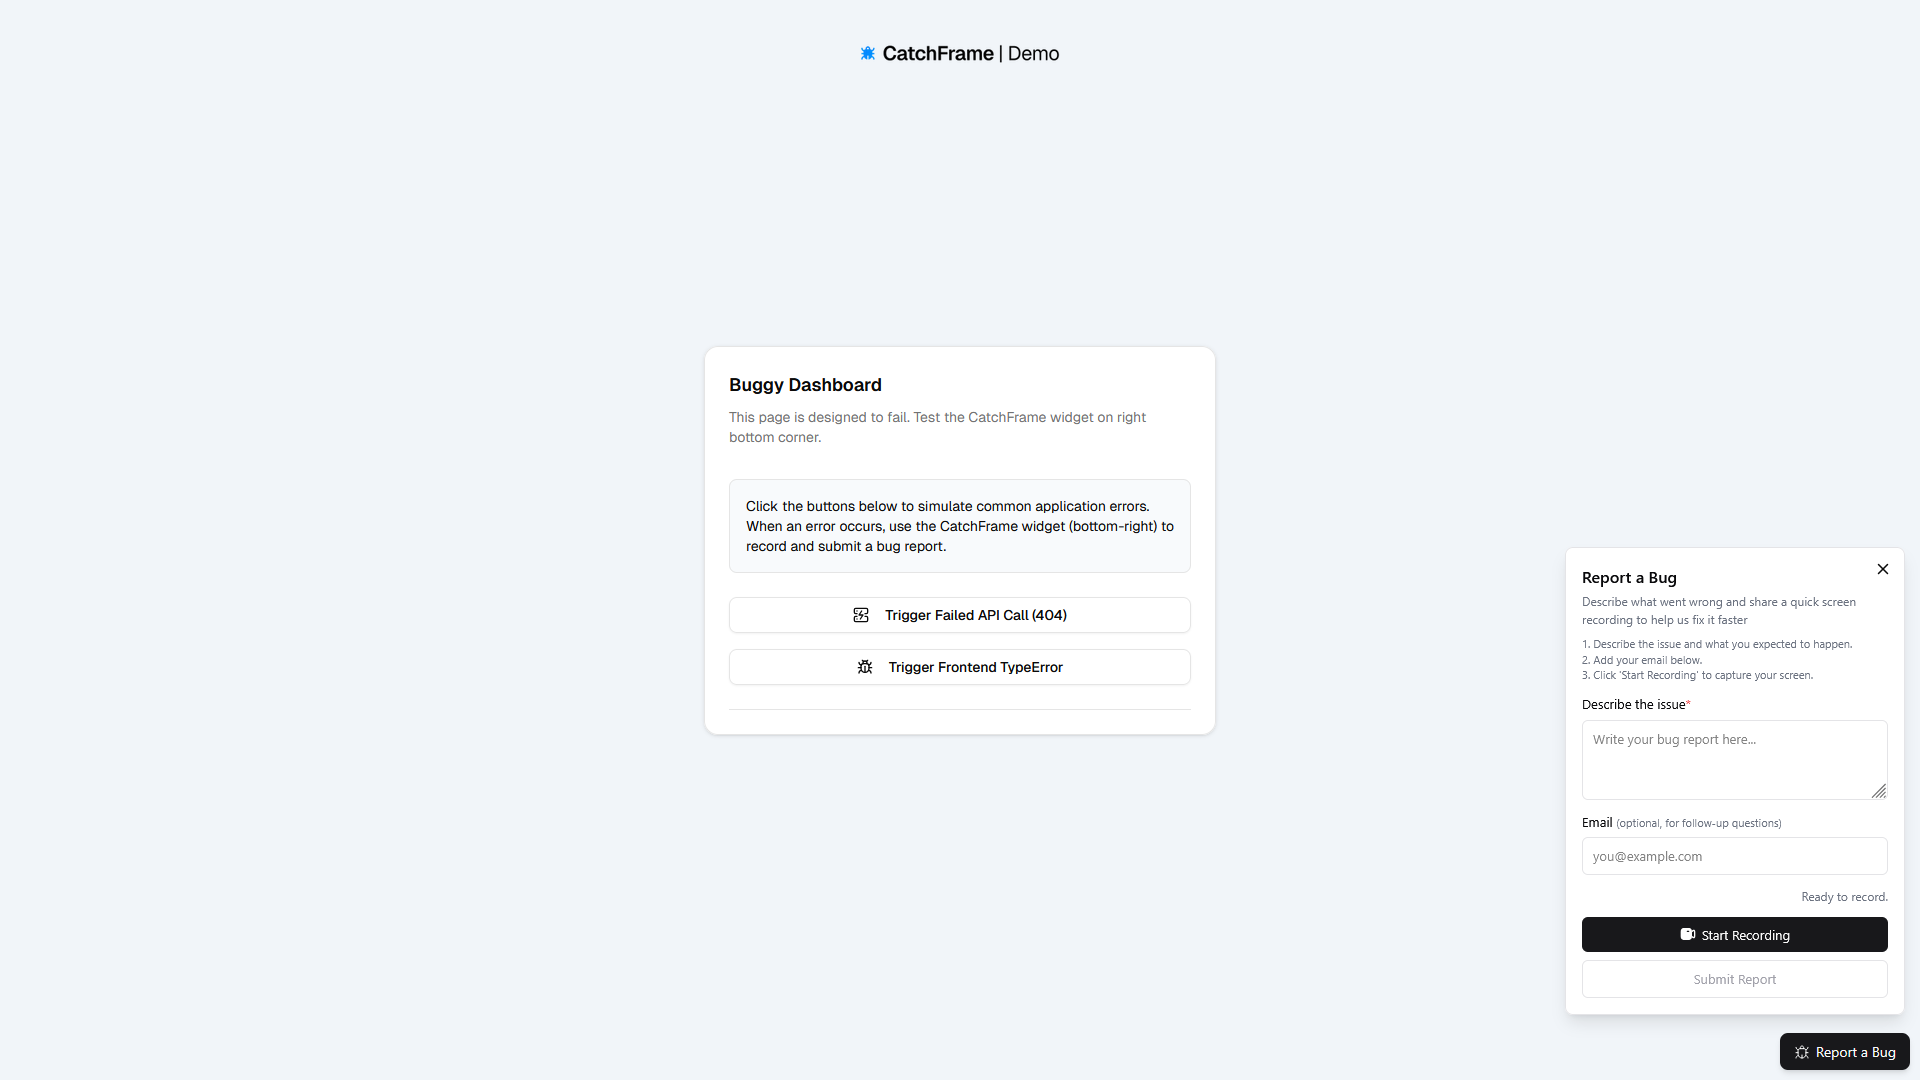 CatchFrame | Demo
Buggy Dashboard
This page is designed to fail. Test the CatchFrame widget on right
bottom corner.
Click the buttons below to simulate common application errors.
When an error occurs, use the CatchFrame widget (bottom-right) to
record and submit a bug report.
Trigger Failed API Call (404)
Trigger Frontend TypeError
Report a Bug
Describe what went wrong and share a quick screen
recording to help us fix it faster
1. Describe the issue and what you expected to happen.
2. Add your email below.
3. Click 'Start Recording' to capture your screen.
Describe the issue*
Write your bug report here...
Email (optional, for follow-up questions)
you@example.com
Ready to record.
Start Recording
Submit Report
Report a Bug